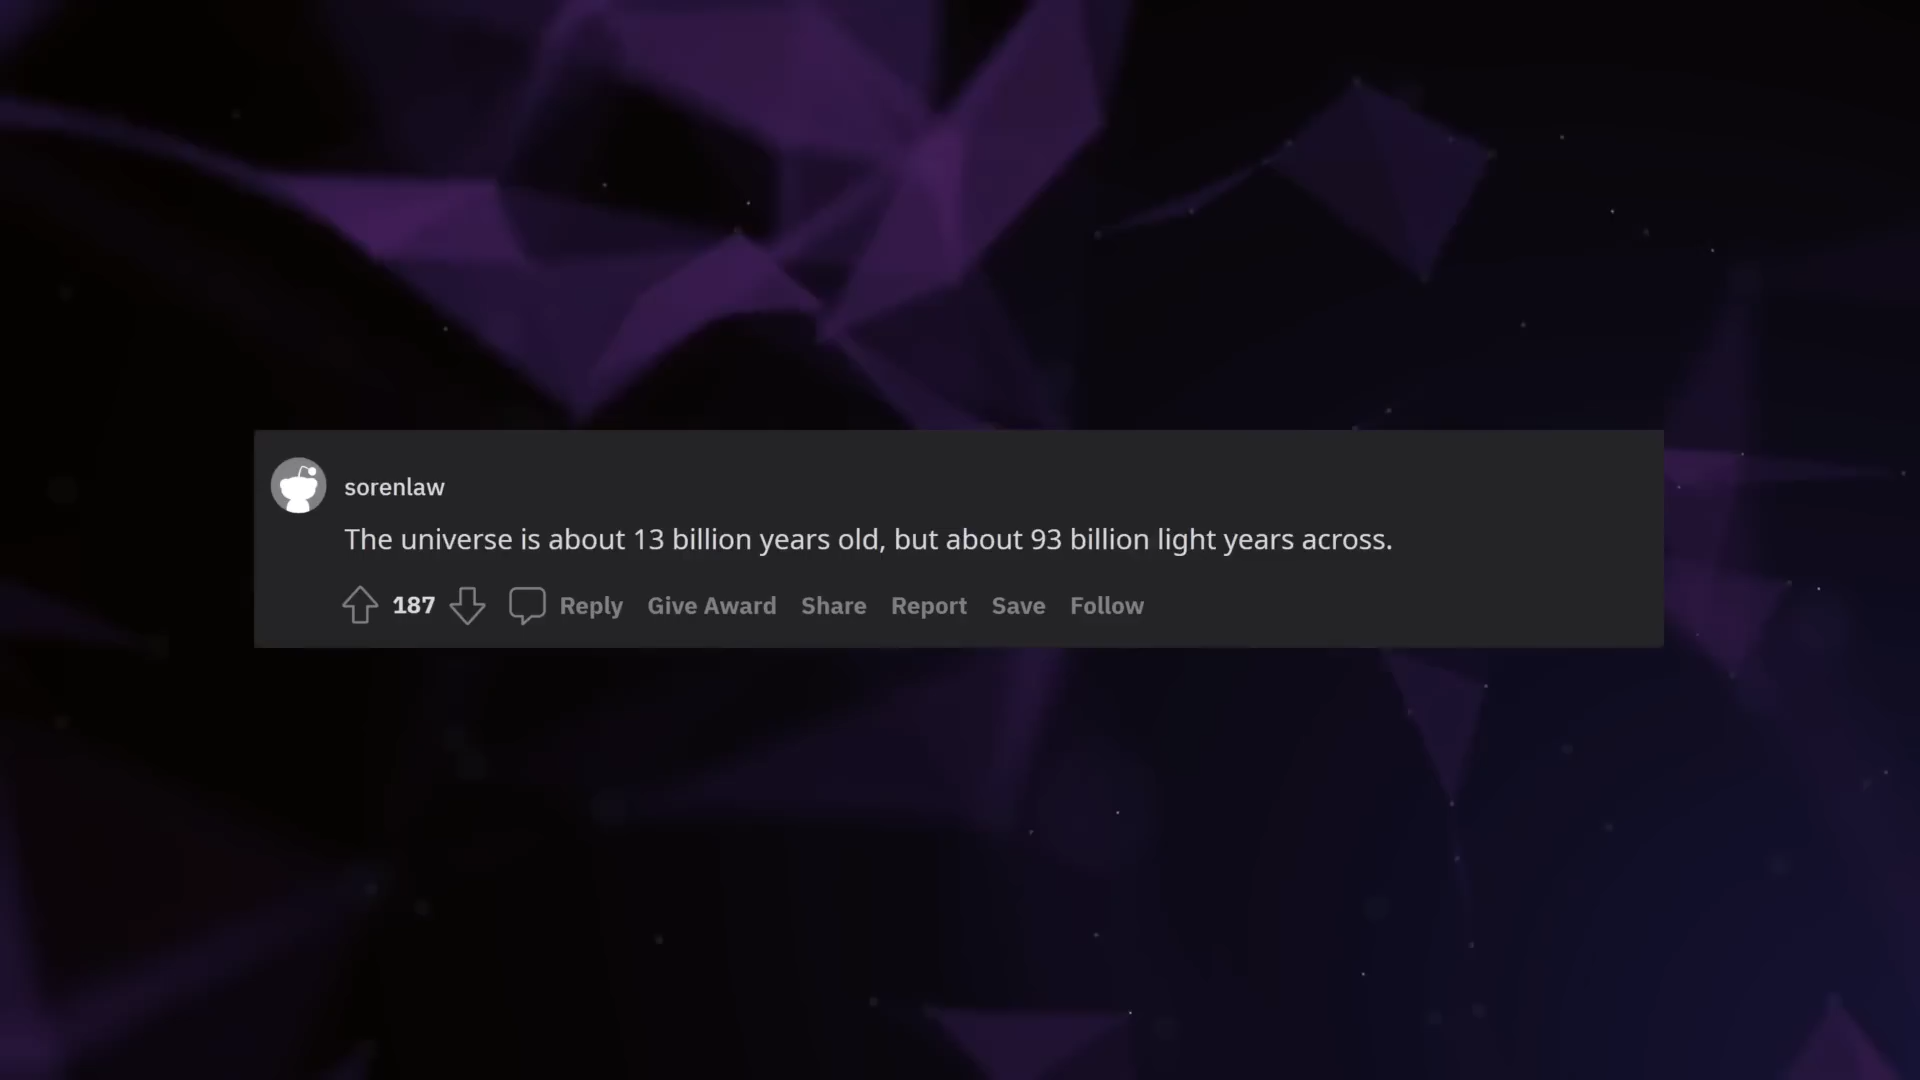 sorenlaw
The universe is about 13 billion years old, but about 93 billion light years across.
187 Reply Give Award Share Report Save Follow